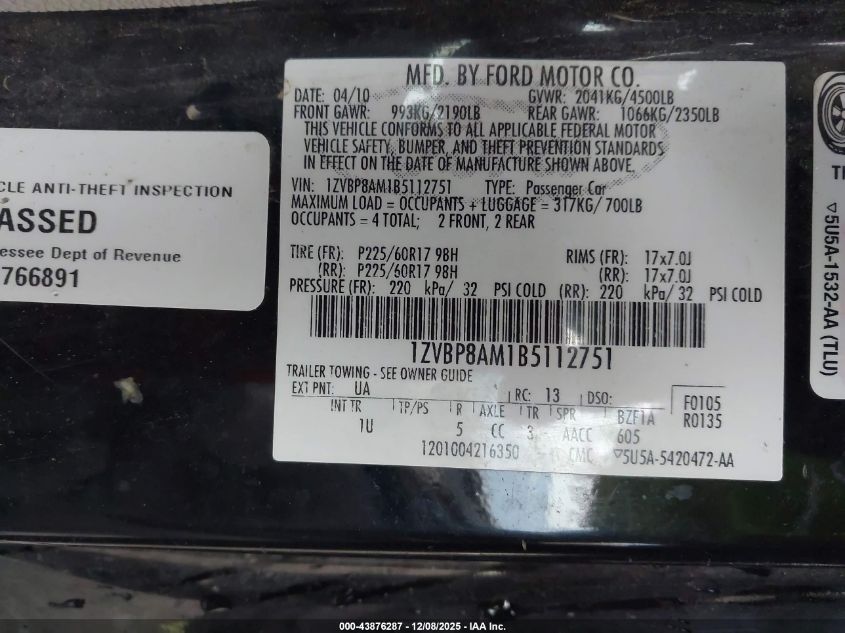 MFD. BY FORD MOTOR CO.
DATE: 04/10 GVWR: 2041KG/4500LB
FRONT GAWR: 993KG/2190LB REAR GAWR: 1066KG/2350LB
THIS VEHICLE CONFORMS TO ALL APPLICABLE FEDERAL MOTOR
VEHICLE SAFETY, BUMPER, AND THEFT PREVENTION STANDARDS
IN EFFECT ON THE DATE OF MANUFACTURE SHOWN ABOVE.
VIN: 1ZVBP8AM1B5112751 TYPE: Passenger Car
MAXIMUM LOAD = OCCUPANTS + LUGGAGE = 317KG/700LB
OCCUPANTS = 4 TOTAL; 2 FRONT, 2 REAR
TIRE (FR): P225/60R17 98H RIMS (FR): 17x7.0J
(RR): P225/60R17 98H (RR): 17x7.0J
PRESSURE (FR): 220 kPa/ 32 PSI COLD (RR): 220 kPa/ 32 PSI COLD
1ZVBP8AM1B5112751
TRAILER TOWING - SEE OWNER GUIDE
EXT PNT: UA RC: 13 DSO: F0105
INT TR TP/PS R AXLE TR SPR BZF1A R0135
1U 5 CC 3 AACC 605
1201004216350 CMC ▽5U5A-5420472-AA
CLE ANTI-THEFT INSPECTION
ASSED
essee Dept of Revenue
766891
▽5U5A-1532-AA (TLU)
000-43876287 - 12/08/2025 - IAA Inc.